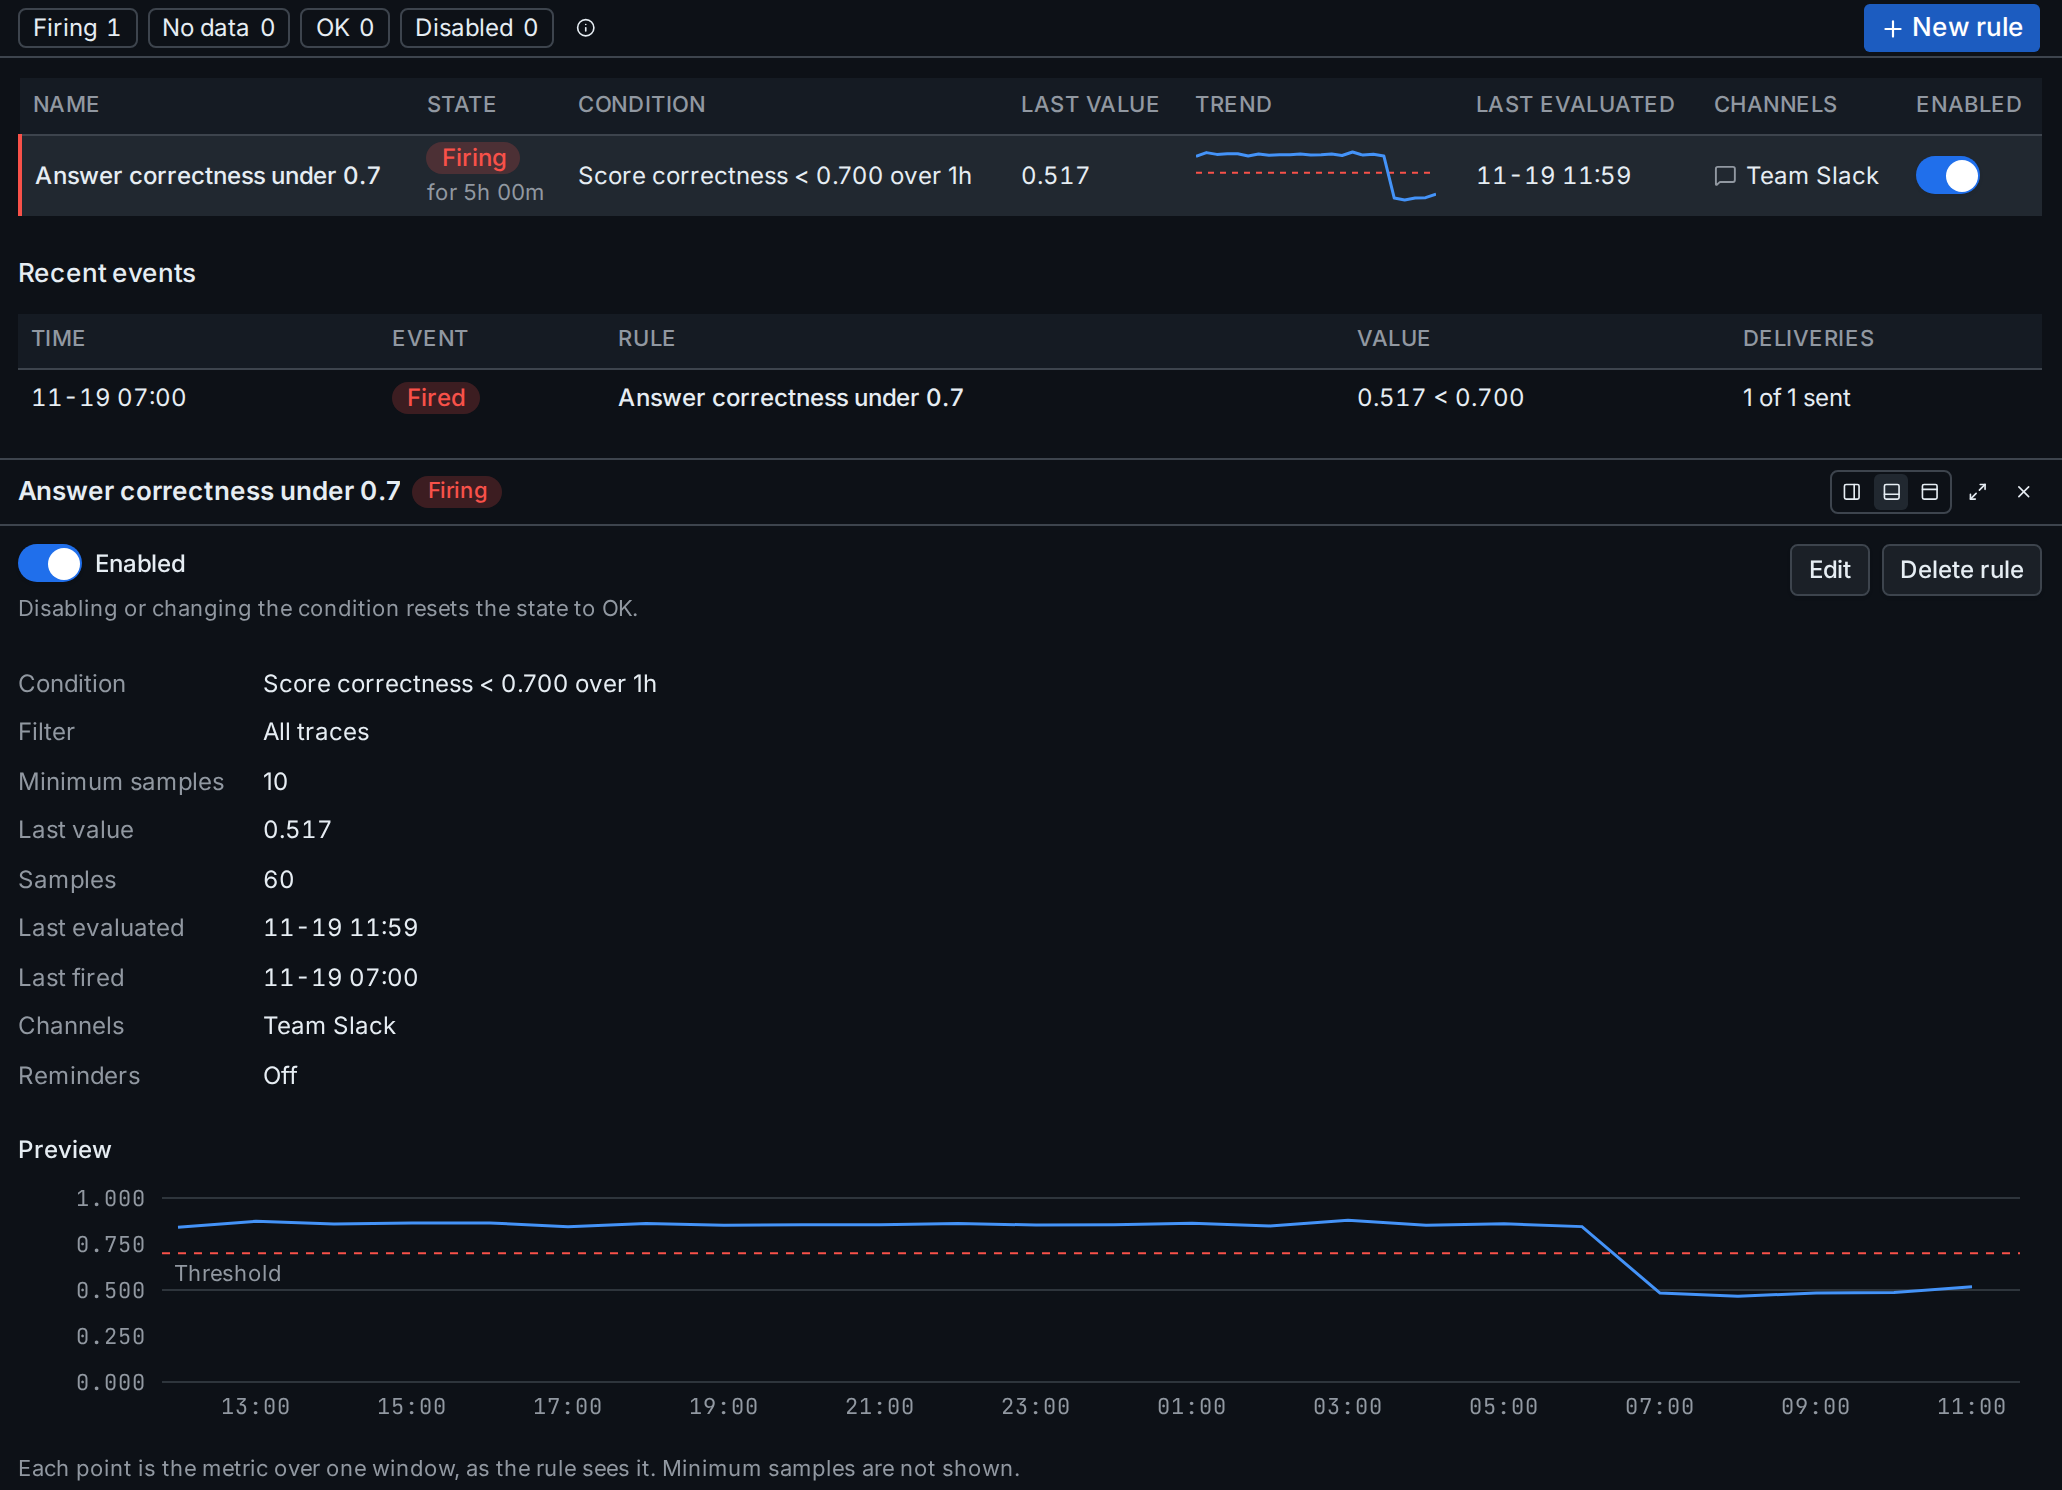 Firing 1 No data 0 OK 0 Disabled 0 + New rule
NAME STATE CONDITION LAST VALUE TREND LAST EVALUATED CHANNELS ENABLED
Answer correctness under 0.7 Firing for 5h 00m Score correctness < 0.700 over 1h 0.517 11-19 11:59 Team Slack
Recent events
TIME EVENT RULE VALUE DELIVERIES
11-19 07:00 Fired Answer correctness under 0.7 0.517 < 0.700 1 of 1 sent
Answer correctness under 0.7 Firing
Enabled Edit Delete rule
Disabling or changing the condition resets the state to OK.
Condition Score correctness < 0.700 over 1h
Filter All traces
Minimum samples 10
Last value 0.517
Samples 60
Last evaluated 11-19 11:59
Last fired 11-19 07:00
Channels Team Slack
Reminders Off
Preview
1.000
0.750
Threshold
0.500
0.250
0.000
13:00 15:00 17:00 19:00 21:00 23:00 01:00 03:00 05:00 07:00 09:00 11:00
Each point is the metric over one window, as the rule sees it. Minimum samples are not shown.